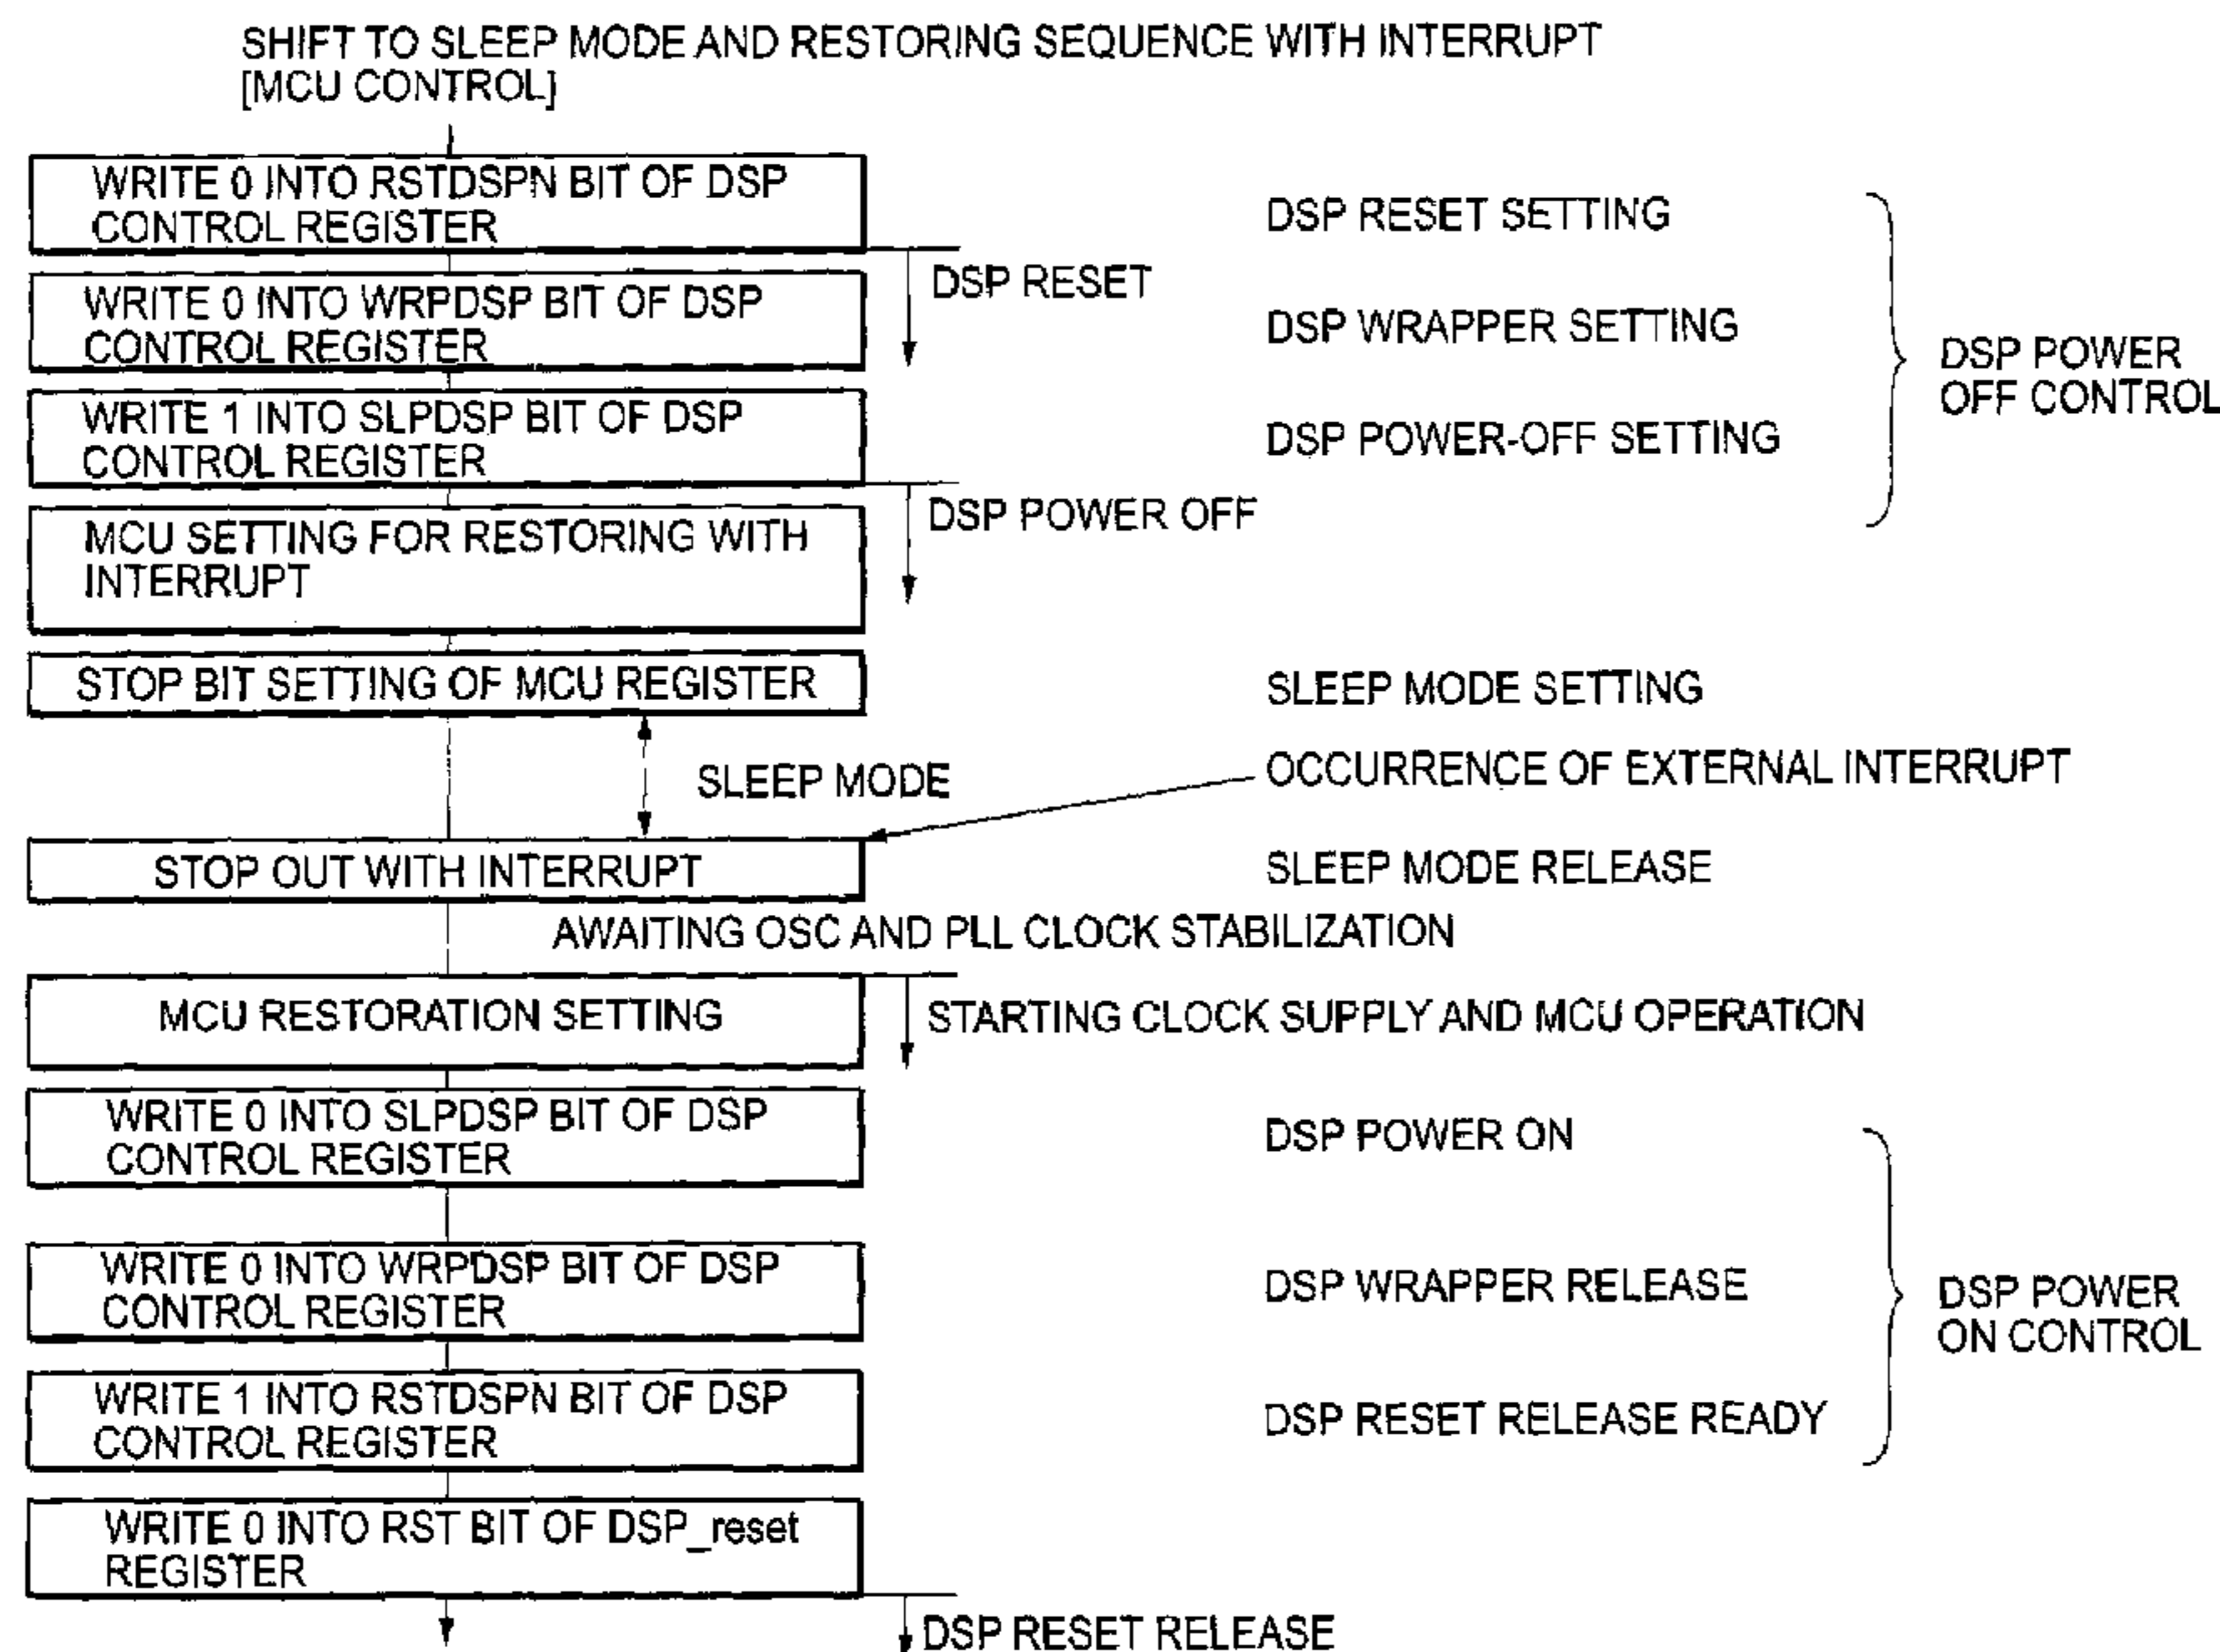 SHIFT TO SLEEP MODE AND RESTORING SEQUENCE WITH INTERRUPT
[MCU CONTROL]
WRITE 0 INTO RSTDSPN BIT OF DSP
CONTROL REGISTER
DSP RESET SETTING
DSP RESET
WRITE 0 INTO WRPDSP BIT OF DSP
CONTROL REGISTER
DSP WRAPPER SETTING
DSP POWER
OFF CONTROL
WRITE 1 INTO SLPDSP BIT OF DSP
CONTROL REGISTER
DSP POWER-OFF SETTING
DSP POWER OFF
MCU SETTING FOR RESTORING WITH
INTERRUPT
STOP BIT SETTING OF MCU REGISTER
SLEEP MODE SETTING
SLEEP MODE
OCCURRENCE OF EXTERNAL INTERRUPT
STOP OUT WITH INTERRUPT
SLEEP MODE RELEASE
AWAITING OSC AND PLL CLOCK STABILIZATION
MCU RESTORATION SETTING
STARTING CLOCK SUPPLY AND MCU OPERATION
WRITE 0 INTO SLPDSP BIT OF DSP
CONTROL REGISTER
DSP POWER ON
WRITE 0 INTO WRPDSP BIT OF DSP
CONTROL REGISTER
DSP WRAPPER RELEASE
DSP POWER
ON CONTROL
WRITE 1 INTO RSTDSPN BIT OF DSP
CONTROL REGISTER
DSP RESET RELEASE READY
WRITE 0 INTO RST BIT OF DSP_reset
REGISTER
DSP RESET RELEASE